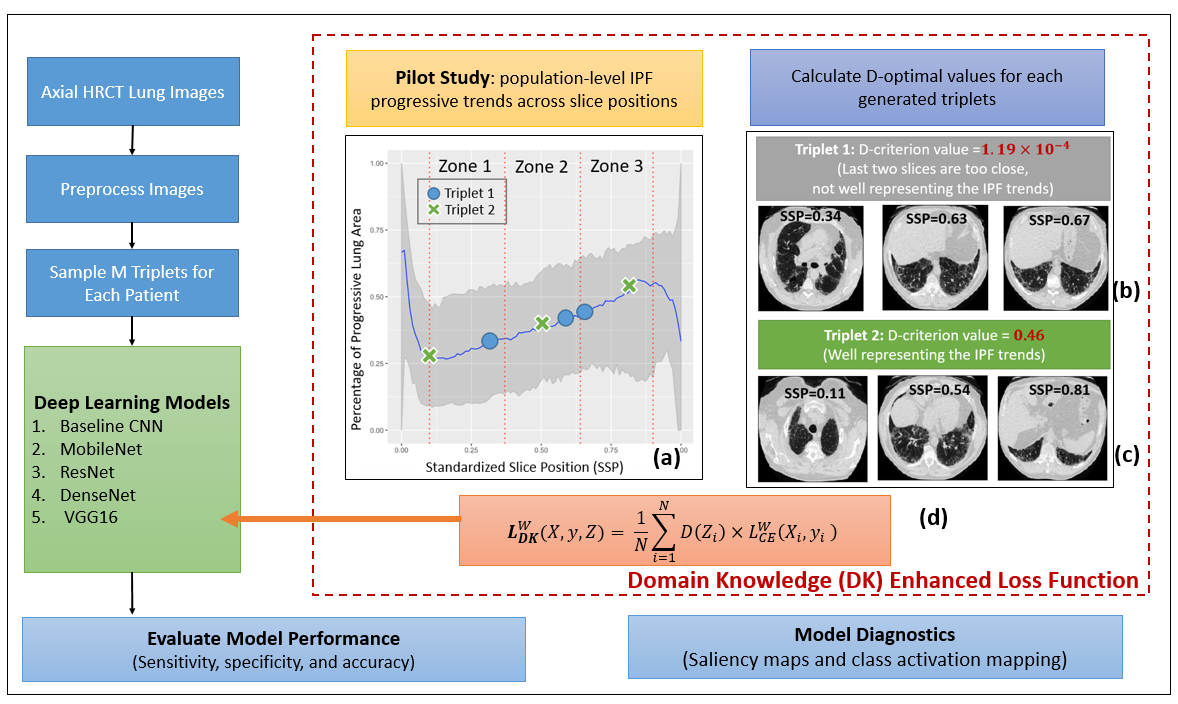 Axial HRCT Lung Images
Preprocess Images
Sample M Triplets for
Each Patient
Deep Learning Models
1. Baseline CNN
2. MobileNet
3. ResNet
4. DenseNet
5. VGG16
Pilot Study: population-level IPF
progressive trends across slice positions
Zone 1
Zone 2
Zone 3
Triplet 1
Triplet 2
Percentage of Progressive Lung Area
1.00
0.75
0.50
0.25
0.00
0.00
0.25
0.50
0.75
1.00
Standardized Slice Position (SSP)
(a)
Calculate D-optimal values for each
generated triplets
Triplet 1: D-criterion value =1.19 × 10⁻⁴
(Last two slices are too close,
not well representing the IPF trends)
SSP=0.34
SSP=0.63
SSP=0.67
(b)
Triplet 2: D-criterion value = 0.46
(Well representing the IPF trends)
SSP=0.11
SSP=0.54
SSP=0.81
(c)
L_{DK}^{W}(X, y, Z) = \frac{1}{N} \sum_{i=1}^{N} D(Z_i) × L_{CE}^{W}(X_i, y_i )
(d)
Domain Knowledge (DK) Enhanced Loss Function
Evaluate Model Performance
(Sensitivity, specificity, and accuracy)
Model Diagnostics
(Saliency maps and class activation mapping)